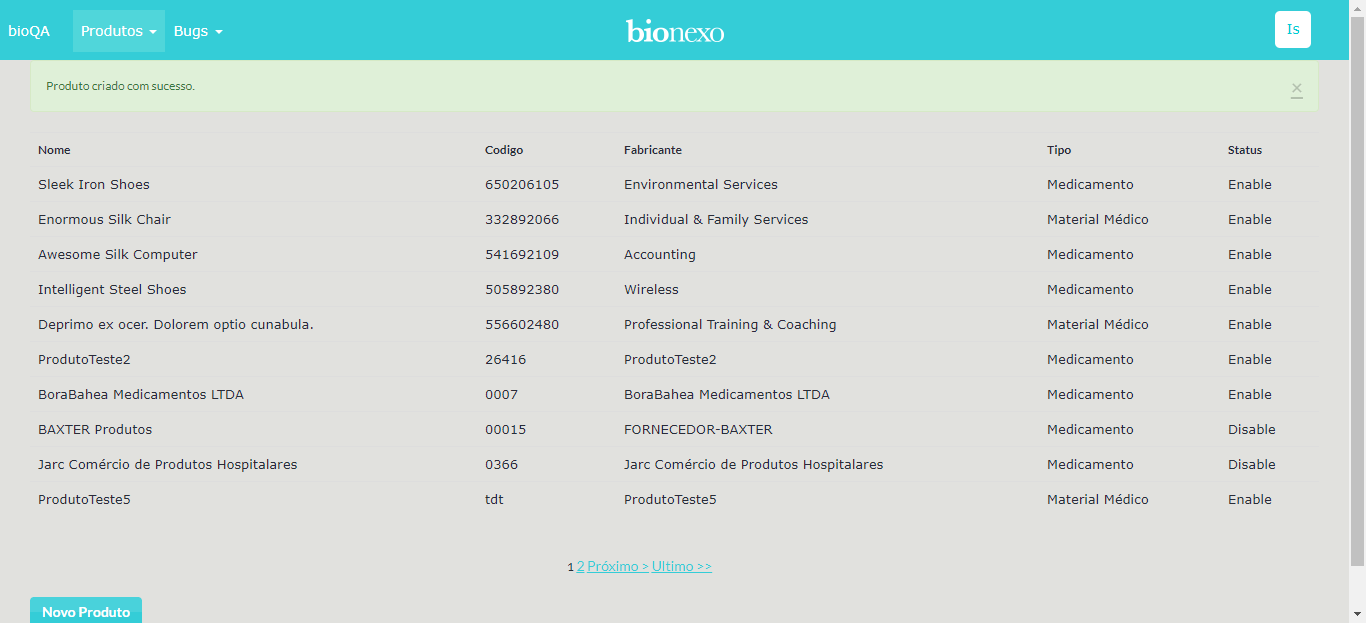 bioQA Produtos Bugs bionexo Is
Produto criado com sucesso. ×
Nome Codigo Fabricante Tipo Status
Sleek Iron Shoes 650206105 Environmental Services Medicamento Enable
Enormous Silk Chair 332892066 Individual & Family Services Material Médico Enable
Awesome Silk Computer 541692109 Accounting Medicamento Enable
Intelligent Steel Shoes 505892380 Wireless Medicamento Enable
Deprimo ex ocer. Dolorem optio cunabula. 556602480 Professional Training & Coaching Material Médico Enable
ProdutoTeste2 26416 ProdutoTeste2 Medicamento Enable
BoraBahea Medicamentos LTDA 0007 BoraBahea Medicamentos LTDA Medicamento Enable
BAXTER Produtos 00015 FORNECEDOR-BAXTER Medicamento Disable
Jarc Comércio de Produtos Hospitalares 0366 Jarc Comércio de Produtos Hospitalares Medicamento Disable
ProdutoTeste5 tdt ProdutoTeste5 Material Médico Enable
1 2 Próximo > Ultimo >>
Novo Produto